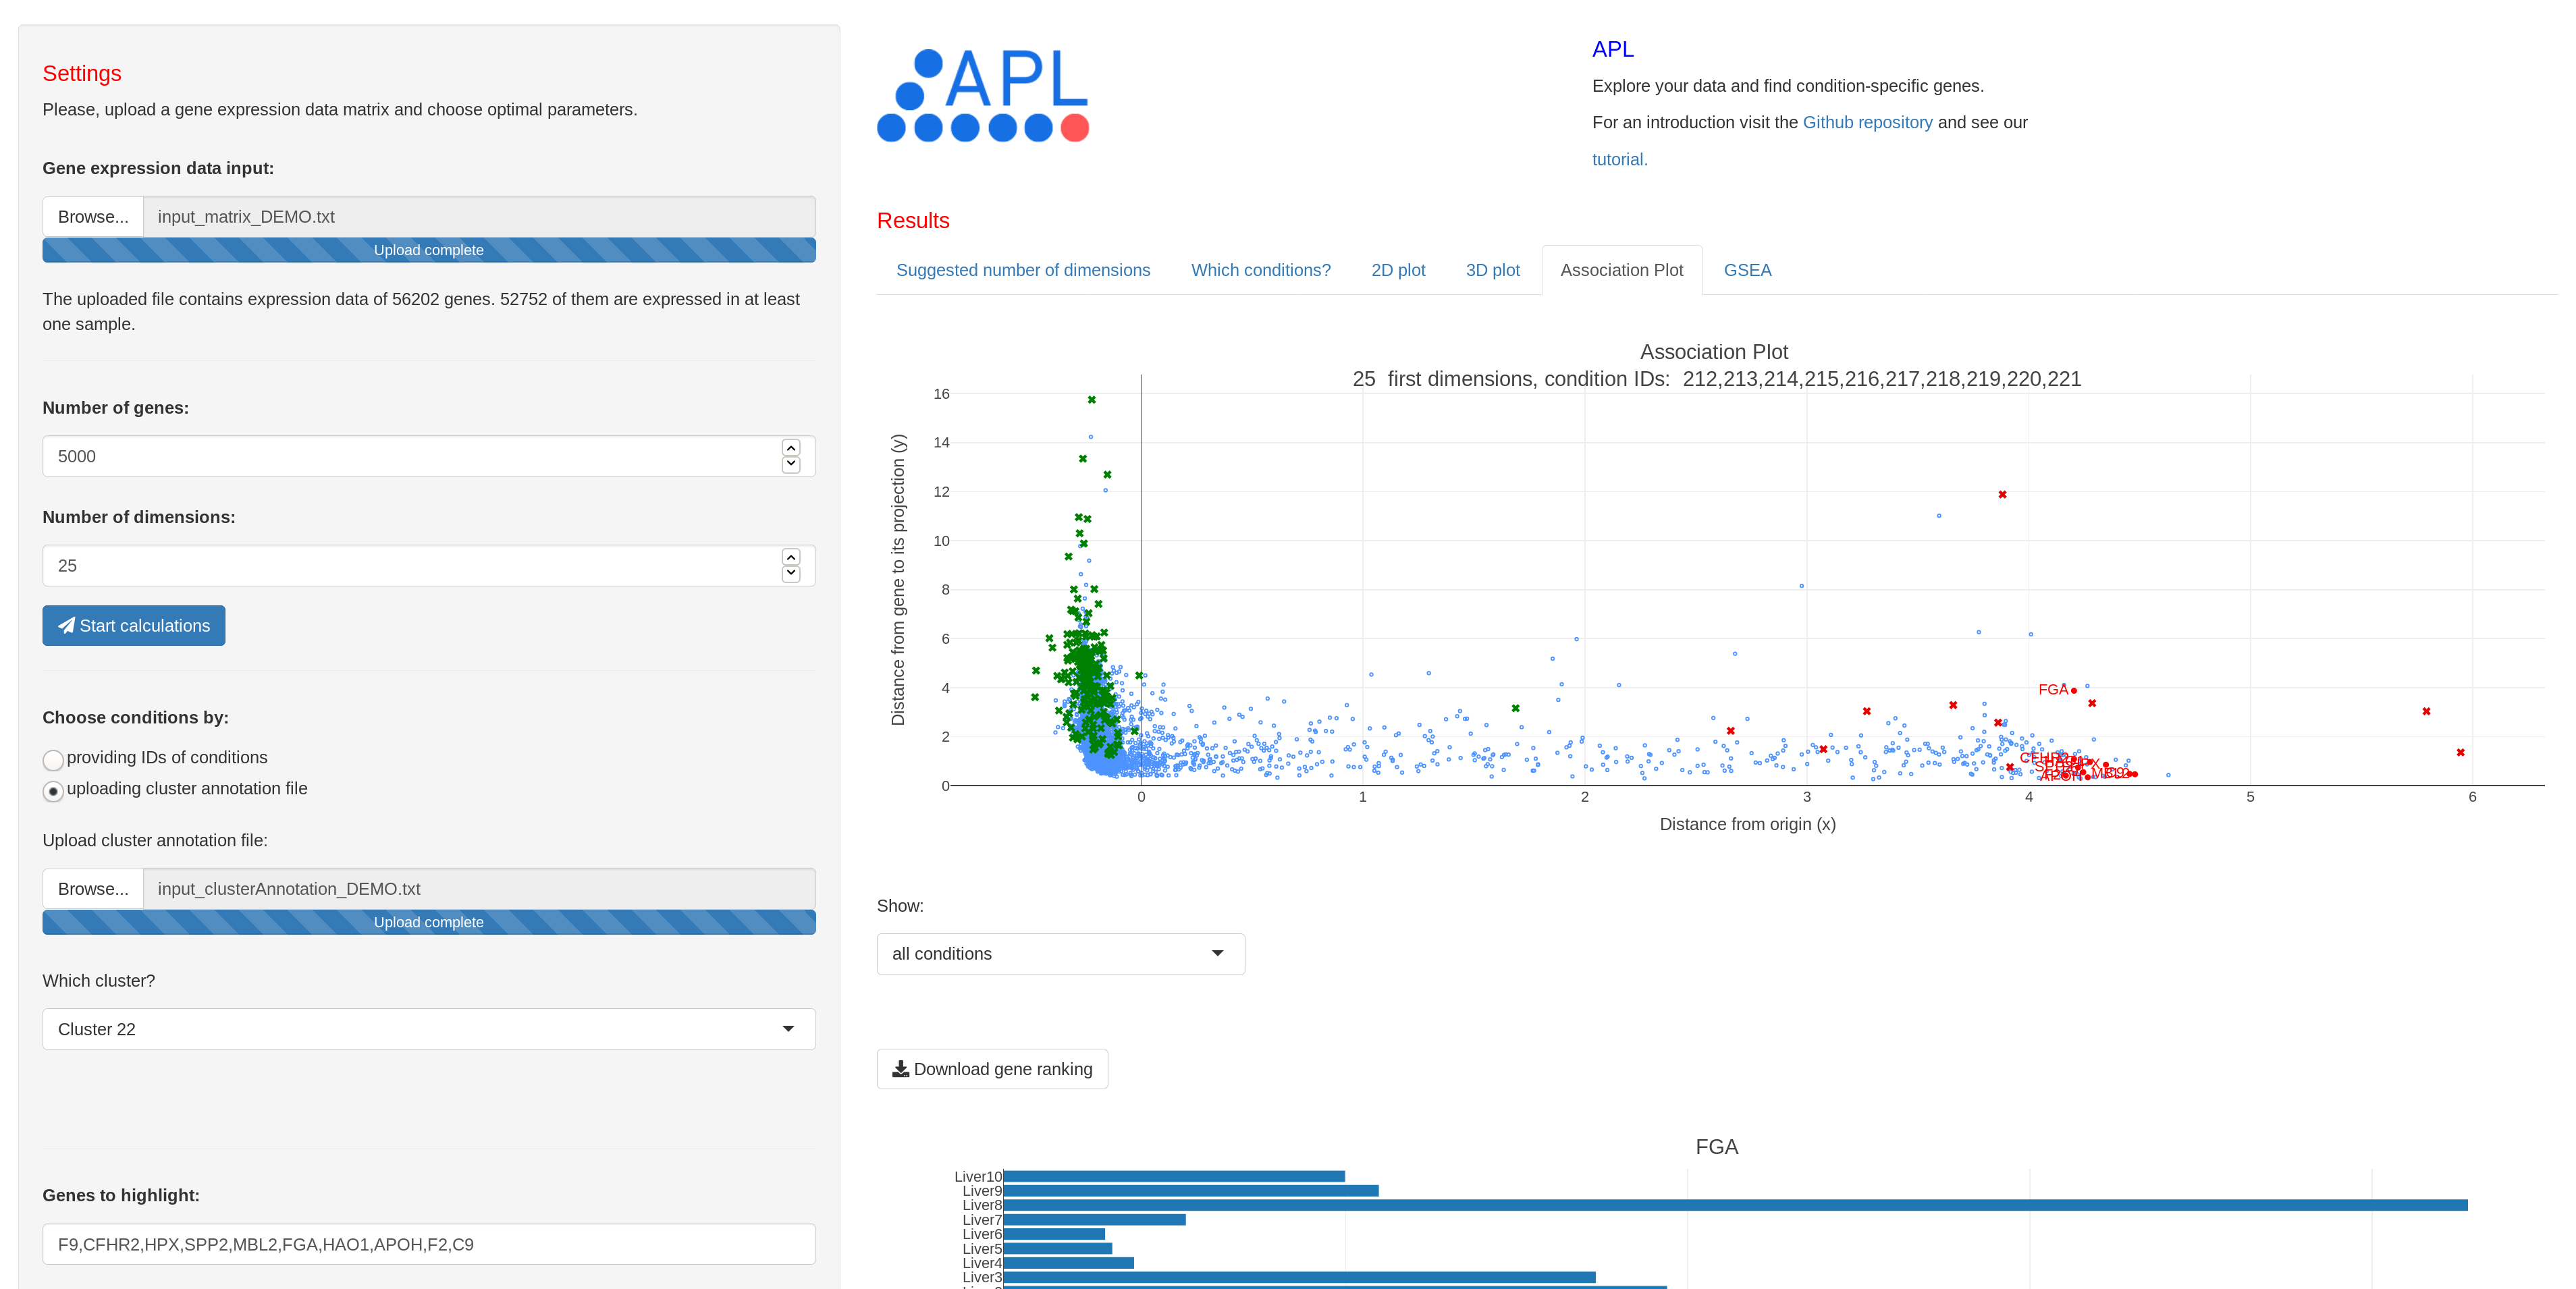 Settings
Please, upload a gene expression data matrix and choose optimal parameters.
Gene expression data input:
Browse... input_matrix_DEMO.txt
Upload complete
The uploaded file contains expression data of 56202 genes. 52752 of them are expressed in at least
one sample.
Number of genes:
5000
Number of dimensions:
25
Start calculations
Choose conditions by:
providing IDs of conditions
uploading cluster annotation file
Upload cluster annotation file:
Browse... input_clusterAnnotation_DEMO.txt
Upload complete
Which cluster?
Cluster 22
Genes to highlight:
F9,CFHR2,HPX,SPP2,MBL2,FGA,HAO1,APOH,F2,C9
APL
APL
Explore your data and find condition-specific genes.
For an introduction visit the Github repository and see our
tutorial.
Results
Suggested number of dimensions Which conditions? 2D plot 3D plot Association Plot GSEA
Association Plot
25 first dimensions, condition IDs: 212,213,214,215,216,217,218,219,220,221
Distance from gene to its projection (y)
16
14
12
10
8
6
4
2
0
FGA
CFHR2
0 1 2 3 4 5 6
Distance from origin (x)
Show:
all conditions
Download gene ranking
FGA
Liver10
Liver9
Liver8
Liver7
Liver6
Liver5
Liver4
Liver3